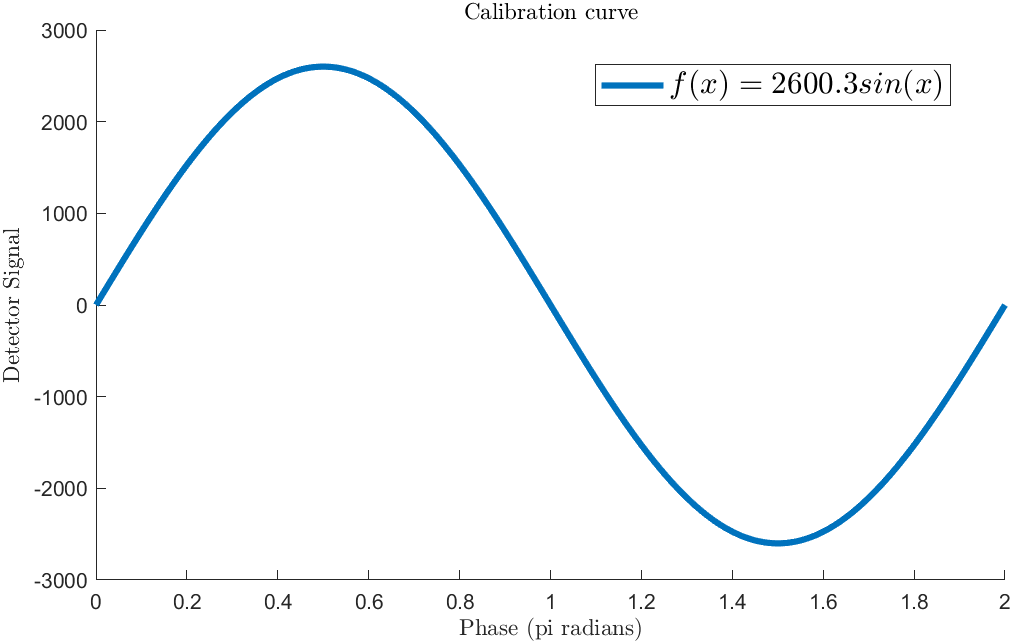 Calibration curve
f(x) = 2600.3sin(x)
3000
2000
1000
0
-1000
-2000
-3000
Detector Signal
0 0.2 0.4 0.6 0.8 1 1.2 1.4 1.6 1.8 2
Phase (pi radians)